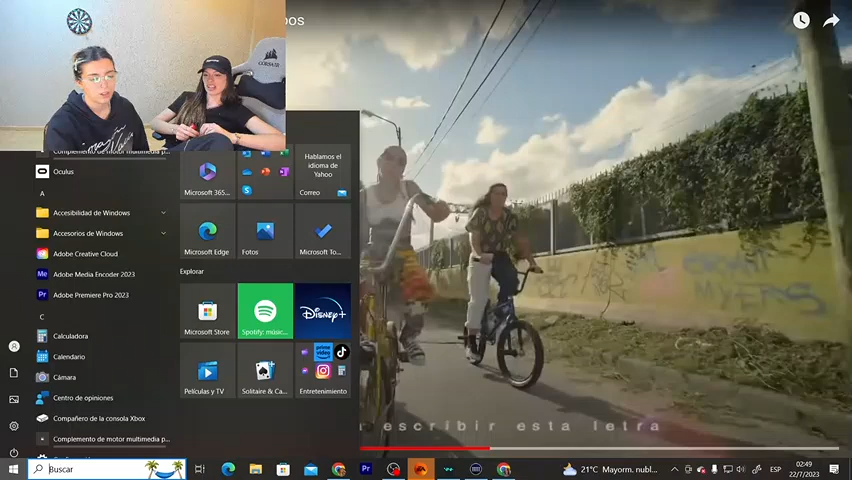 pos
CORSAIR
Complemento de motor multimedia p...
Oculus
A
Accesibilidad de Windows
Accesorios de Windows
Adobe Creative Cloud
Adobe Media Encoder 2023
Adobe Premiere Pro 2023
C
Calculadora
Calendario
Cámara
Centro de opiniones
Compañero de la consola Xbox
Complemento de motor multimedia p...
Microsoft 365...
Hablamos el
idioma de
Yahoo
Correo
Microsoft Edge
Fotos
Microsoft To...
Explorar
Microsoft Store
Spotify: músic...
Disney+
Películas y TV
Solitaire & Ca...
Entretenimiento
escribir esta letra
Buscar
21°C Mayorm. nubl...
ESP
02:49
22/7/2023